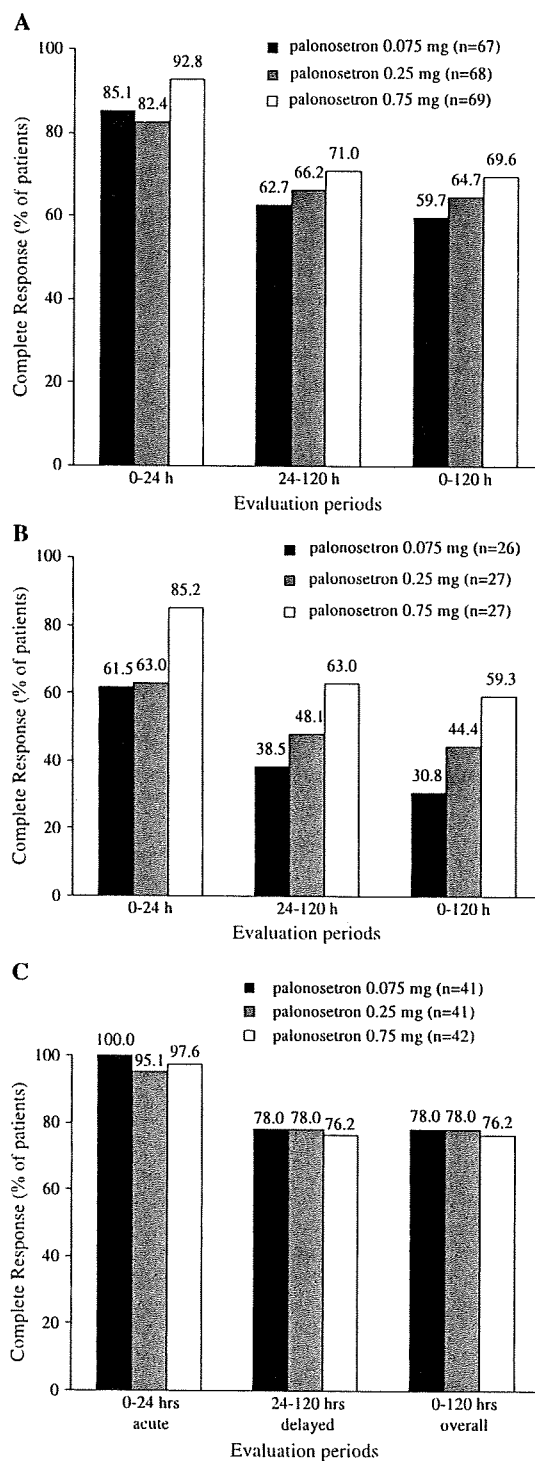 A
Complete Response (% of patients)
100
80
60
40
20
0
palonosetron 0.075 mg (n=67)
palonosetron 0.25 mg (n=68)
palonosetron 0.75 mg (n=69)
85.1
82.4
92.8
62.7
66.2
71.0
59.7
64.7
69.6
0-24 h
24-120 h
0-120 h
Evaluation periods
B
Complete Response (% of patients)
100
80
60
40
20
0
palonosetron 0.075 mg (n=26)
palonosetron 0.25 mg (n=27)
palonosetron 0.75 mg (n=27)
61.5
63.0
85.2
38.5
48.1
63.0
30.8
44.4
59.3
0-24 h
24-120 h
0-120 h
Evaluation periods
C
Complete Response (% of patients)
100
80
60
40
20
0
palonosetron 0.075 mg (n=41)
palonosetron 0.25 mg (n=41)
palonosetron 0.75 mg (n=42)
100.0
95.1
97.6
78.0
78.0
76.2
78.0
78.0
76.2
0-24 hrs
acute
24-120 hrs
delayed
0-120 hrs
overall
Evaluation periods